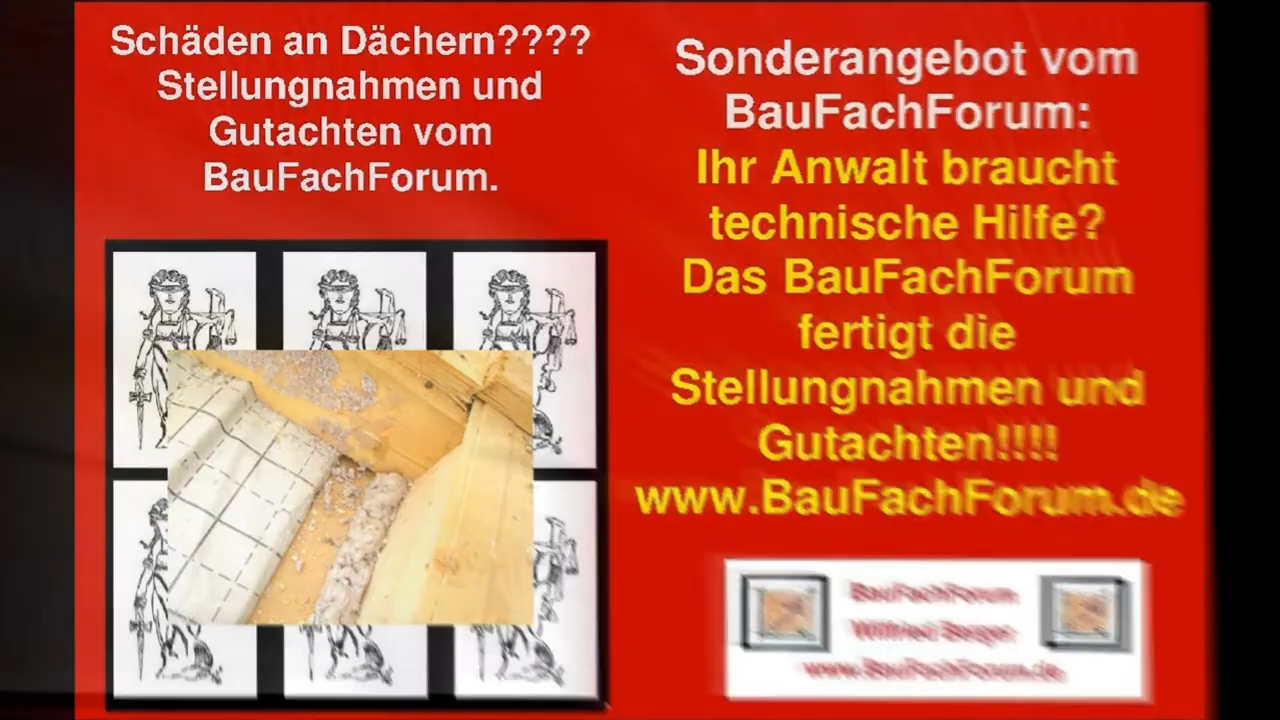 Schäden an Dächern????
Stellungnahmen und
Gutachten vom
BauFachForum.
Sonderangebot vom
BauFachForum:
Ihr Anwalt braucht
technische Hilfe?
Das BauFachForum
fertigt die
Stellungnahmen und
Gutachten!!!!
www.BauFachForum.de
BauFachForum
Wilfried Berger
www.BauFachForum.de